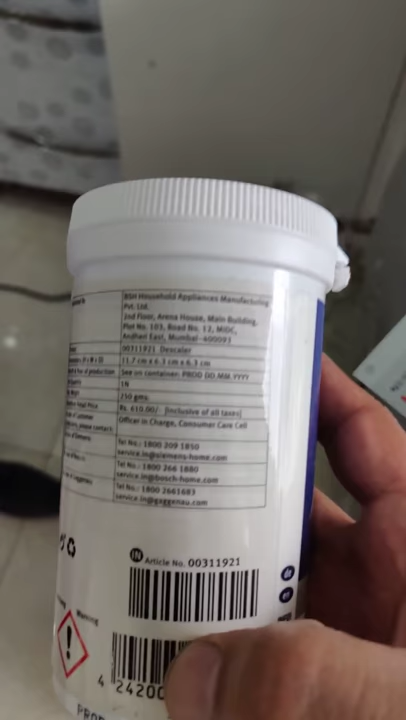 BSH Household Appliances Manufacturing
Pvt. Ltd.
2nd Floor, Arena House, Main Building,
Plot No. 103, Road No. 12, MIDC,
Andheri East, Mumbai- 400093
00311921 Descaler
11.7 cm x 6.3 cm x 6.3 cm
of production See on container: PROD DD.MM.YYYY
1N
250 gms.
Rs. 610.00/- [Inclusive of all taxes]
Officer in Charge, Consumer Care Cell
Tel No.: 1800 209 1850
service.in@siemens-home.com
Tel No.: 1800 266 1880
service.in@bosch-home.com
Tel No.: 1800 2661683
service.in@gaggenau.com
IN Article No. 00311921
de
Warning
4 24200